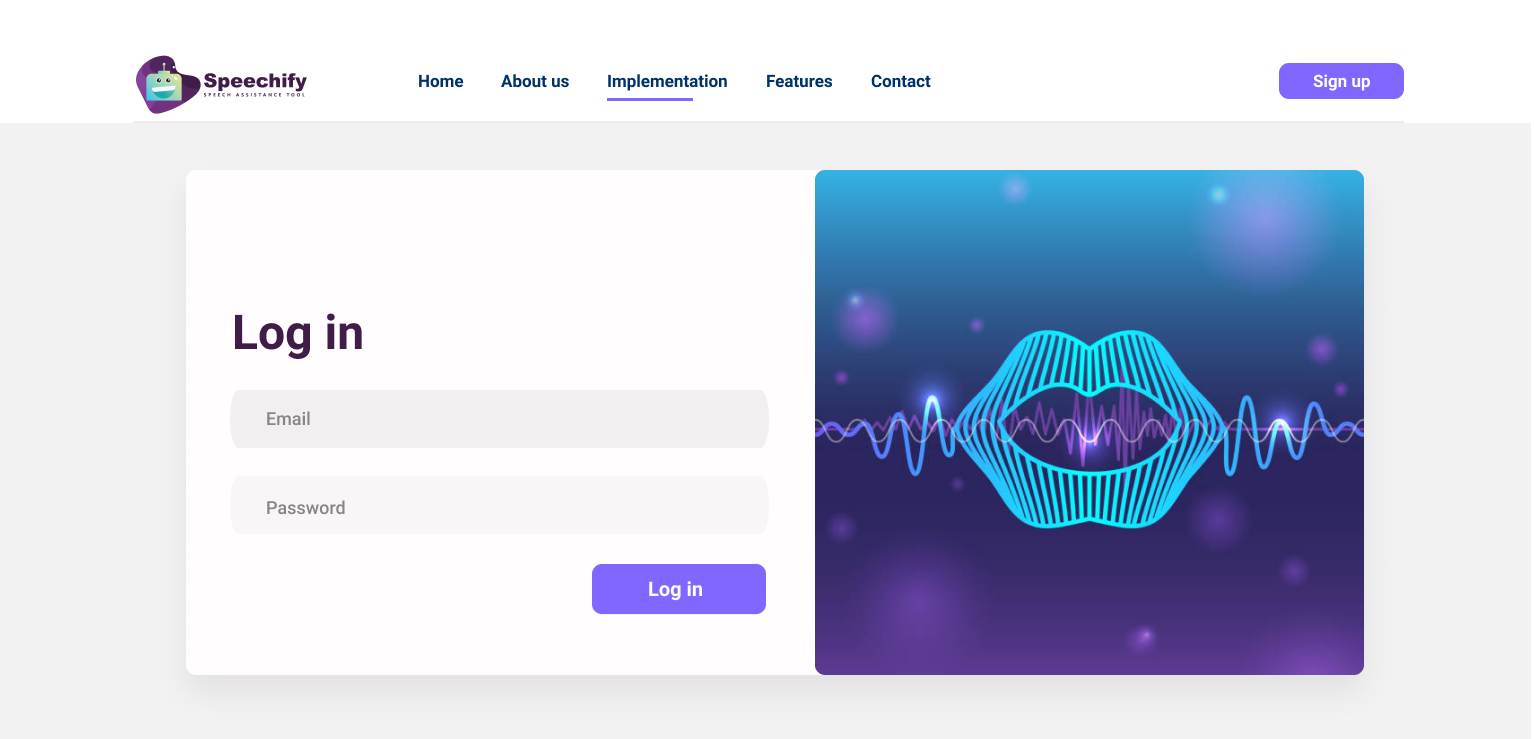 Speechify
SPEECH ASSISTANCE TOOL
Home
About us
Implementation
Features
Contact
Sign up
Log in
Email
Password
Log in